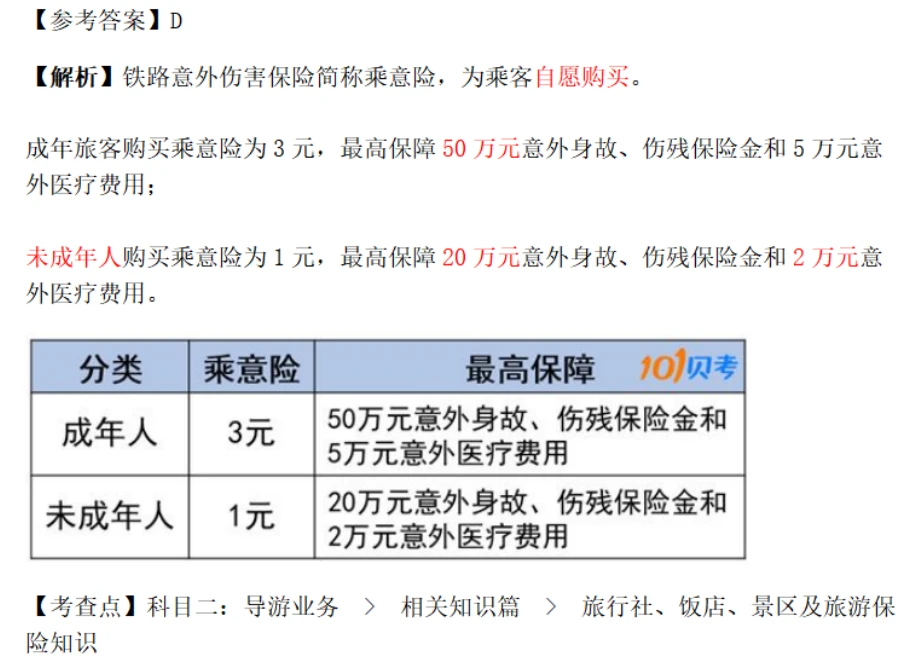 【参考答案】D
【解析】铁路意外伤害保险简称乘意险，为乘客自愿购买。
成年旅客购买乘意险为 3 元，最高保障 50 万元意外身故、伤残保险金和 5 万元意
外医疗费用；
未成年人购买乘意险为 1 元，最高保障 20 万元意外身故、伤残保险金和 2 万元意
外医疗费用。
分类 乘意险 最高保障 101贝考
成年人 3元 50万元意外身故、伤残保险金和
5万元意外医疗费用
未成年人 1元 20万元意外身故、伤残保险金和
2万元意外医疗费用
【考查点】科目二：导游业务 > 相关知识篇 > 旅行社、饭店、景区及旅游保
险知识